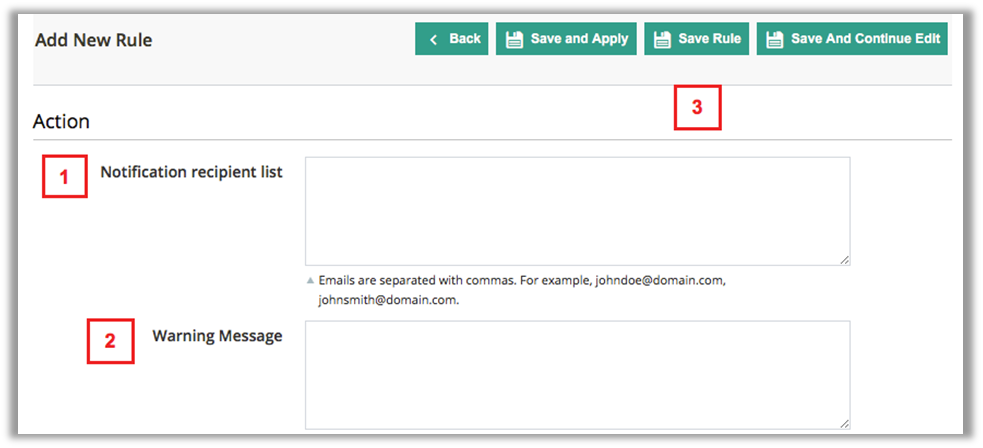 Add New Rule
Back
Save and Apply
Save Rule
Save And Continue Edit
3
Action
1
Notification recipient list
Emails are separated with commas. For example, johndoe@domain.com,
johnsmith@domain.com.
2
Warning Message